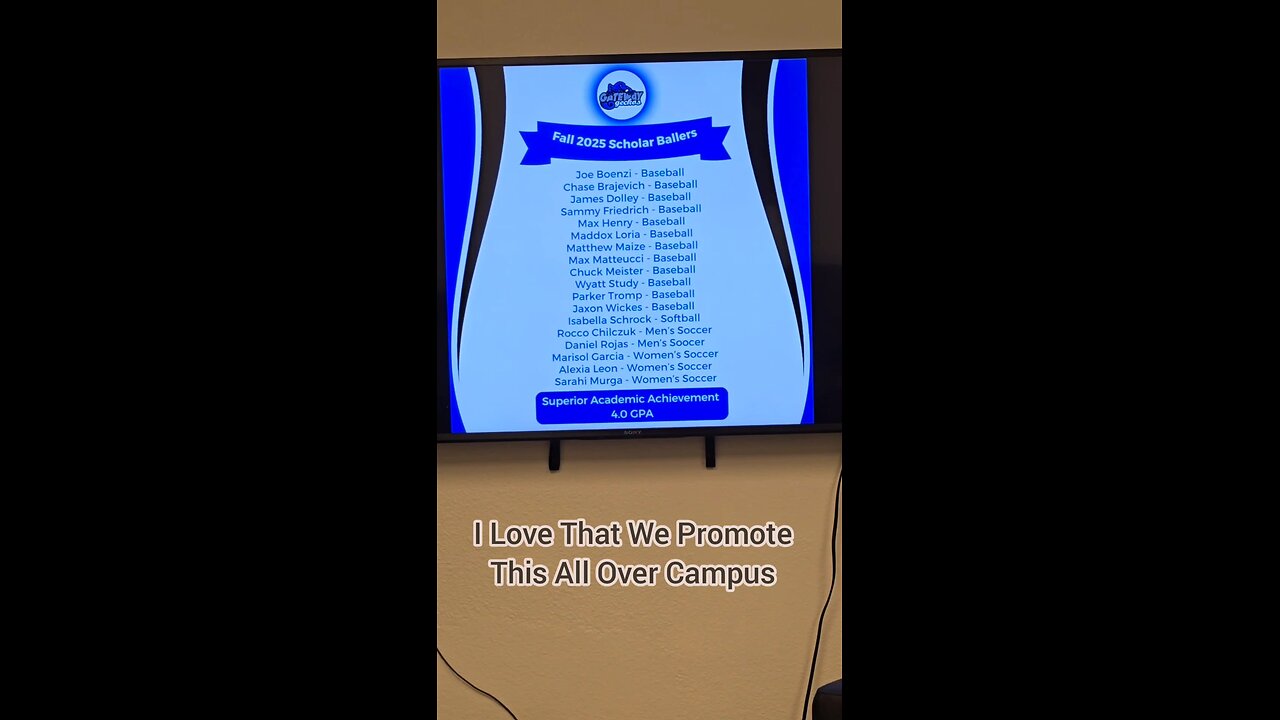 GateWay
geckos
Fall 2025 Scholar Ballers
Joe Boenzi - Baseball
Chase Brajevich - Baseball
James Dolley - Baseball
Sammy Friedrich - Baseball
Max Henry - Baseball
Maddox Loria - Baseball
Matthew Maize - Baseball
Max Matteucci - Baseball
Chuck Meister - Baseball
Wyatt Study - Baseball
Parker Tromp - Baseball
Jaxon Wickes - Baseball
Isabella Schrock - Softball
Rocco Chilczuk - Men's Soccer
Daniel Rojas - Men's Soocer
Marisol Garcia - Women's Soccer
Alexia Leon - Women's Soccer
Sarahi Murga - Women's Soccer
Superior Academic Achievement
4.0 GPA
SONY
I Love That We Promote
This All Over Campus